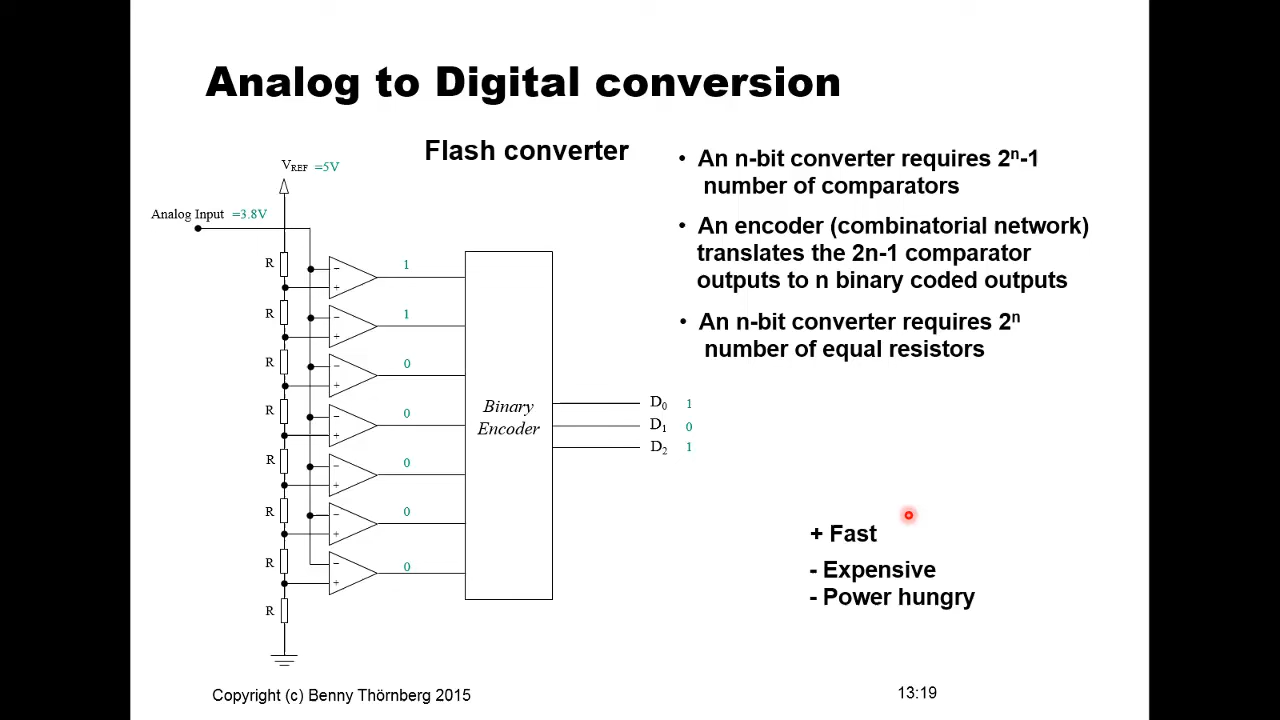 Analog to Digital conversion
Flash converter
VREF =5V
Analog Input =3.8V
R
R
R
R
R
R
R
R
−
+
−
+
−
+
−
+
−
+
−
+
−
+
1
1
0
0
0
0
0
Binary
Encoder
D0 1
D1 0
D2 1
• An n-bit converter requires 2ⁿ-1
number of comparators
• An encoder (combinatorial network)
translates the 2n-1 comparator
outputs to n binary coded outputs
• An n-bit converter requires 2ⁿ
number of equal resistors
+ Fast
- Expensive
- Power hungry
Copyright (c) Benny Thörnberg 2015
13:19